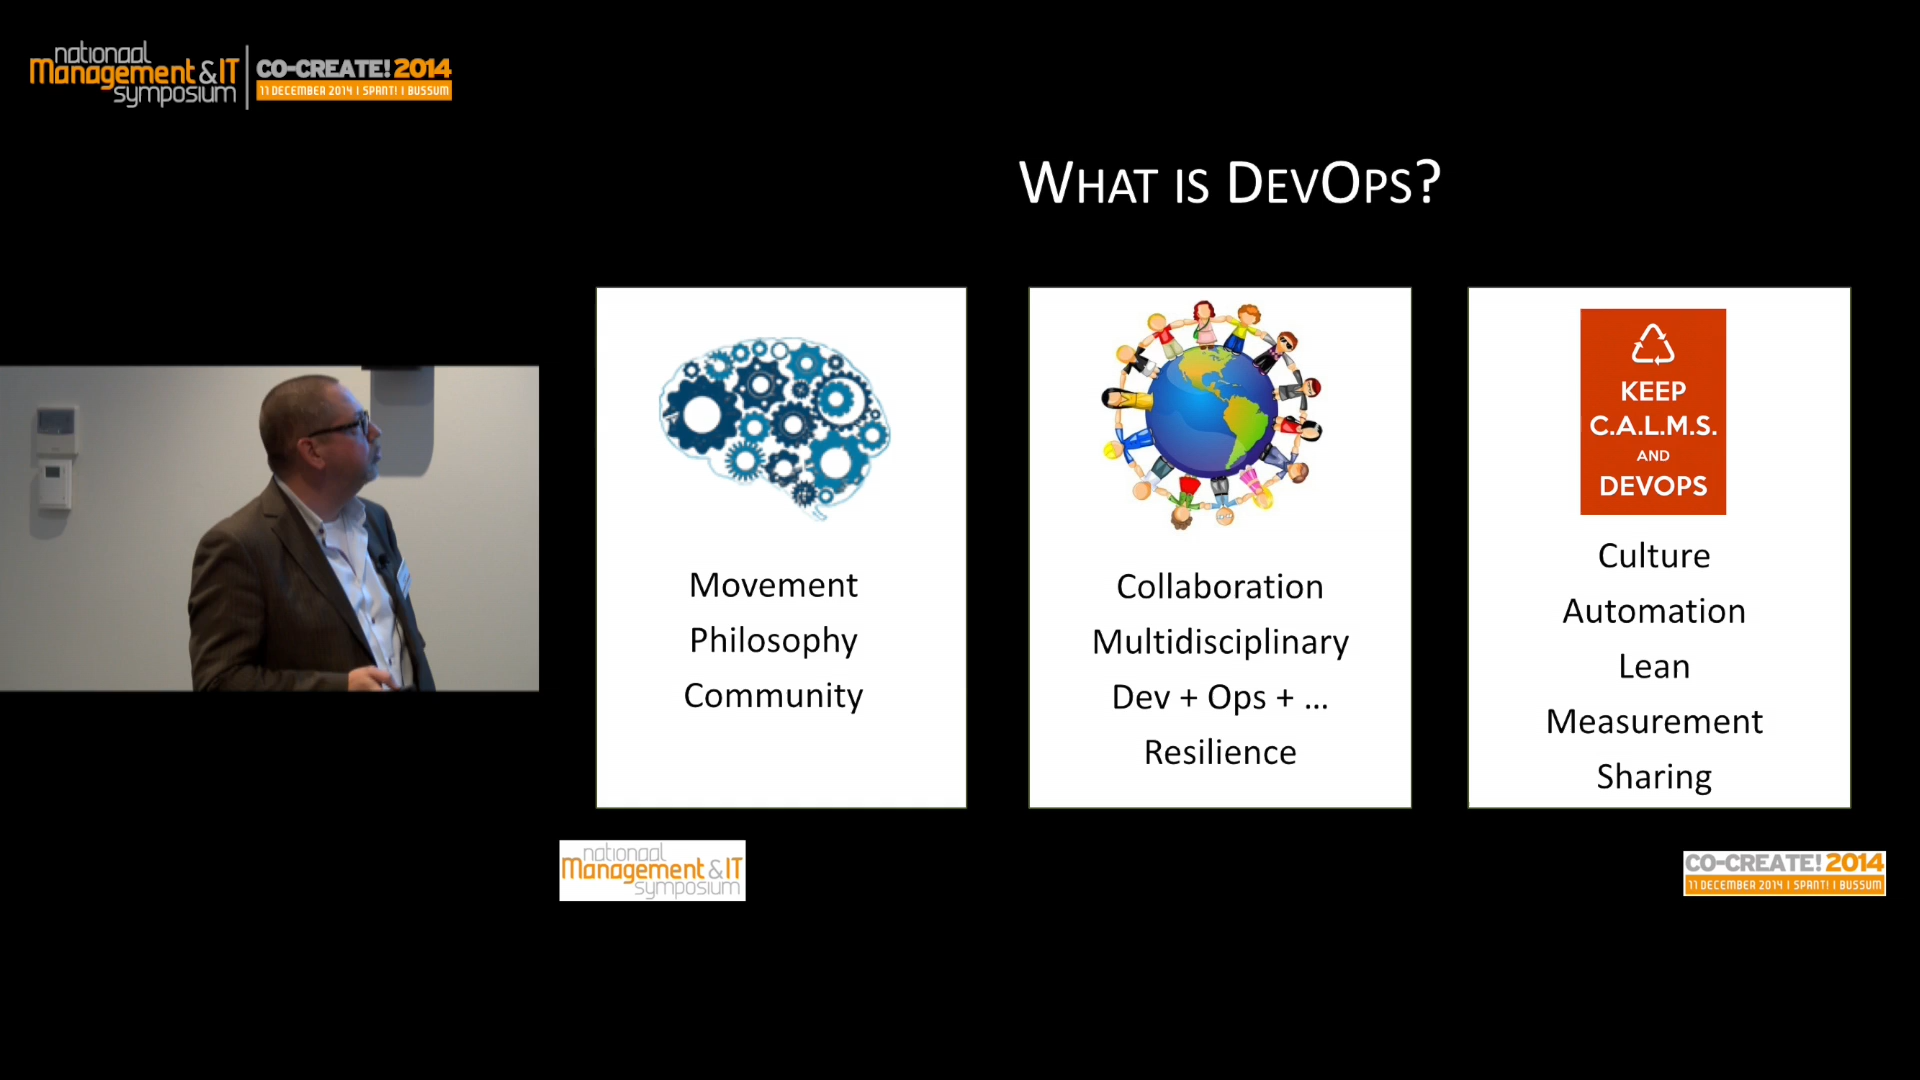 nationaal
Management & IT
symposium
CO-CREATE! 2014
11 DECEMBER 2014 | SPANT! | BUSSUM
WHAT IS DEVOPS?
Movement
Philosophy
Community
Collaboration
Multidisciplinary
Dev + Ops + ...
Resilience
KEEP
C.A.L.M.S.
AND
DEVOPS
Culture
Automation
Lean
Measurement
Sharing
nationaal
Management & IT
symposium
CO-CREATE! 2014
11 DECEMBER 2014 | SPANT! | BUSSUM